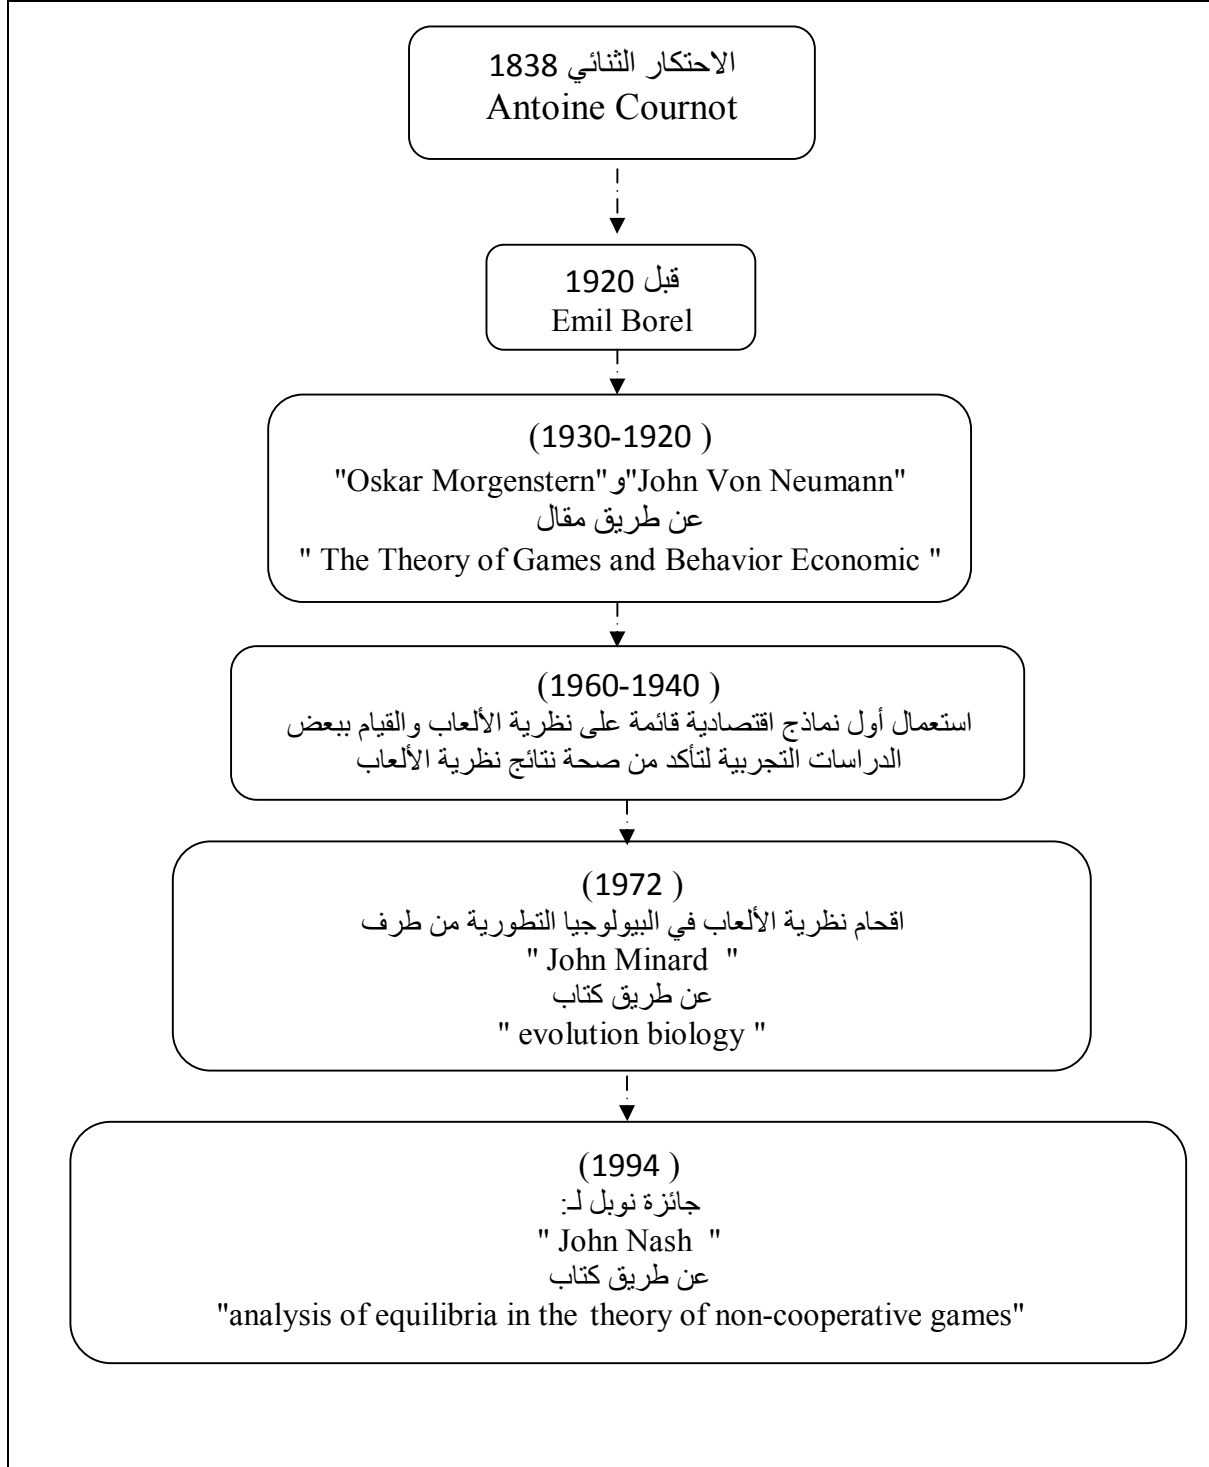 الاحتكار الثنائي 1838
Antoine Cournot
قبل 1920
Emil Borel
(1930-1920 )
"Oskar Morgenstern"و"John Von Neumann"
عن طريق مقال
" The Theory of Games and Behavior Economic "
(1960-1940 )
استعمال أول نماذج اقتصادية قائمة على نظرية الألعاب والقيام ببعض
الدراسات التجريبية لتأكد من صحة نتائج نظرية الألعاب
(1972 )
اقحام نظرية الألعاب في البيولوجيا التطورية من طرف
" John Minard "
عن طريق كتاب
" evolution biology "
(1994 )
جائزة نوبل لـ:
" John Nash "
عن طريق كتاب
"analysis of equilibria in the theory of non-cooperative games"